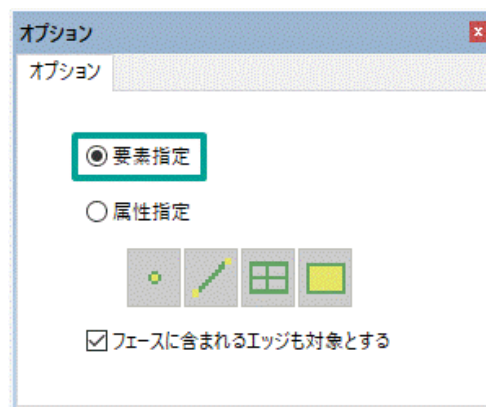 オプション
オプション
要素指定
属性指定
フェースに含まれるエッジも対象とする